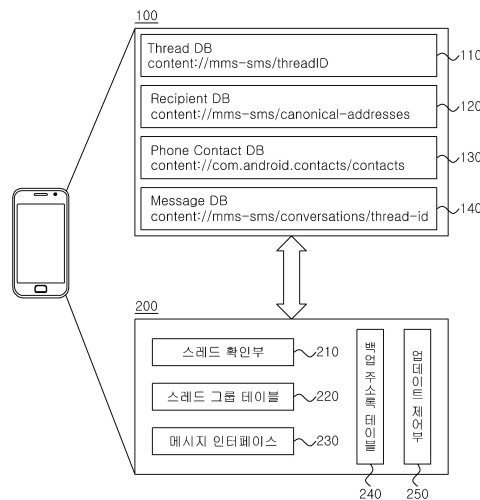 100
Thread DB
content://mms-sms/threadID
110
Recipient DB
content://mms-sms/canonical-addresses
120
Phone Contact DB
content://com.android.contacts/contacts
130
Message DB
content://mms-sms/conversations/thread-id
140
200
스레드 확인부
210
스레드 그룹 테이블
220
메시지 인터페이스
230
백업 주소록 테이블
240
업데이트 제어부
250